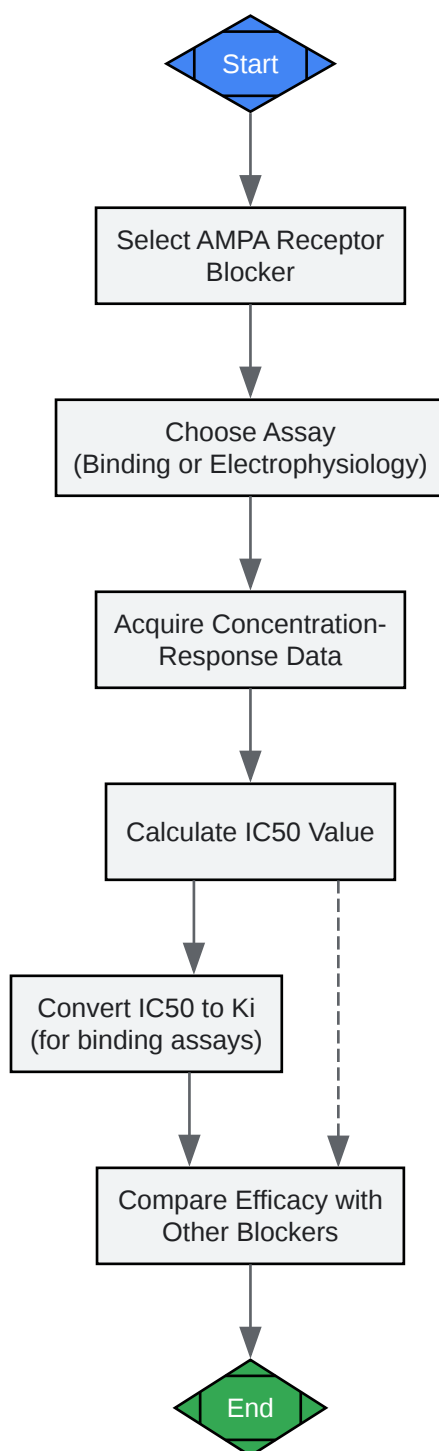 Start
Select AMPA Receptor
Blocker
Choose Assay
(Binding or Electrophysiology)
Acquire Concentration-
Response Data
Calculate IC50 Value
Convert IC50 to Ki
(for binding assays)
Compare Efficacy with
Other Blockers
End